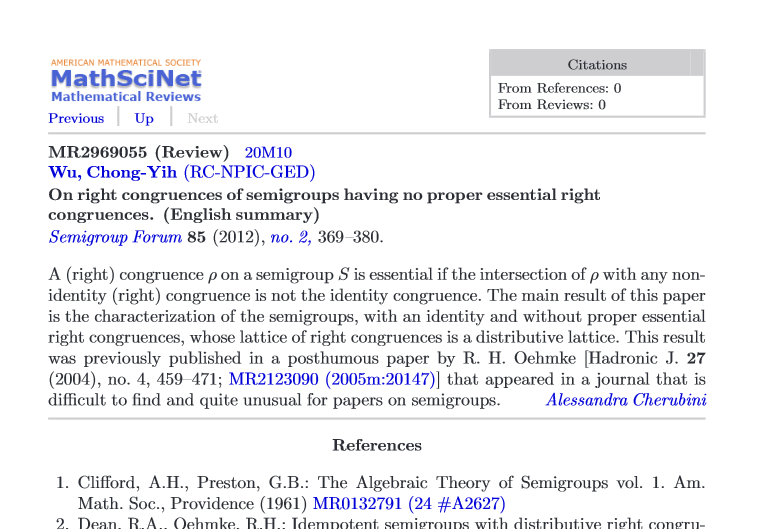 AMERICAN MATHEMATICAL SOCIETY
MathSciNet
Mathematical Reviews
Citations
From References: 0
From Reviews: 0
Previous Up Next
MR2969055 (Review) 20M10
Wu, Chong-Yih (RC-NPIC-GED)
On right congruences of semigroups having no proper essential right
congruences. (English summary)
Semigroup Forum 85 (2012), no. 2, 369–380.
A (right) congruence ρ on a semigroup S is essential if the intersection of ρ with any non-
identity (right) congruence is not the identity congruence. The main result of this paper
is the characterization of the semigroups, with an identity and without proper essential
right congruences, whose lattice of right congruences is a distributive lattice. This result
was previously published in a posthumous paper by R. H. Oehmke [Hadronic J. 27
(2004), no. 4, 459–471; MR2123090 (2005m:20147)] that appeared in a journal that is
difficult to find and quite unusual for papers on semigroups. Alessandra Cherubini
References
1. Clifford, A.H., Preston, G.B.: The Algebraic Theory of Semigroups vol. 1. Am.
Math. Soc., Providence (1961) MR0132791 (24 #A2627)
2. Dean, R.A., Oehmke, R.H.: Idempotent semigroups with distributive right congru-